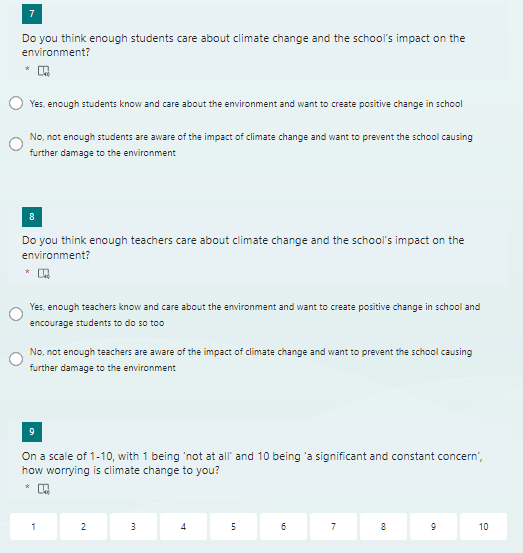 7
Do you think enough students care about climate change and the school's impact on the
environment?
*
Yes, enough students know and care about the environment and want to create positive change in school
No, not enough students are aware of the impact of climate change and want to prevent the school causing
further damage to the environment
8
Do you think enough teachers care about climate change and the school's impact on the
environment?
*
Yes, enough teachers know and care about the environment and want to create positive change in school and
encourage students to do so too
No, not enough teachers are aware of the impact of climate change and want to prevent the school causing
further damage to the environment
9
On a scale of 1-10, with 1 being 'not at all' and 10 being 'a significant and constant concern',
how worrying is climate change to you?
*
1 2 3 4 5 6 7 8 9 10